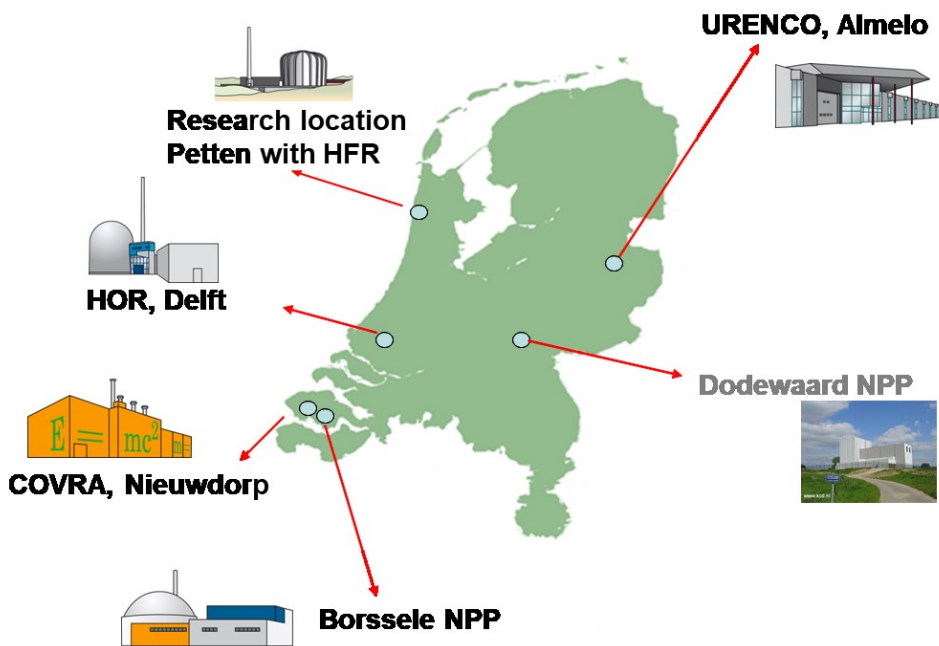 URENCO, Almelo
Research location
Petten with HFR
HOR, Delft
Dodewaard NPP
E = mc² m=
COVRA, Nieuwdorp
Borssele NPP